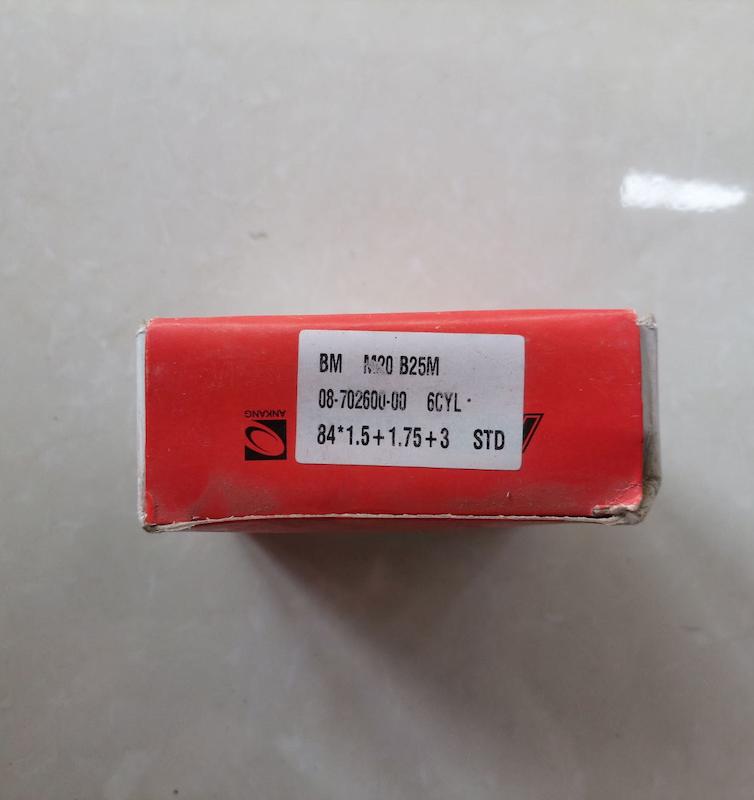 BM M20 B25M
08-702600-00 6CYL
84*1.5+1.75+3 STD
ANKANG